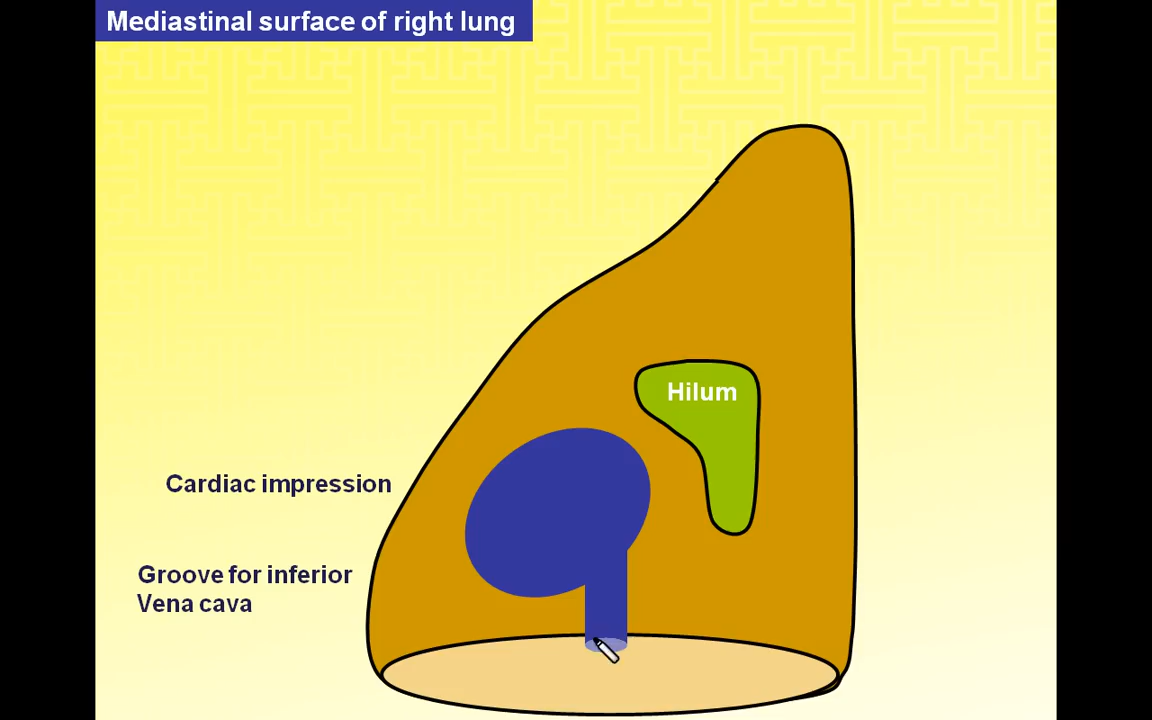 Mediastinal surface of right lung
Hilum
Cardiac impression
Groove for inferior
Vena cava